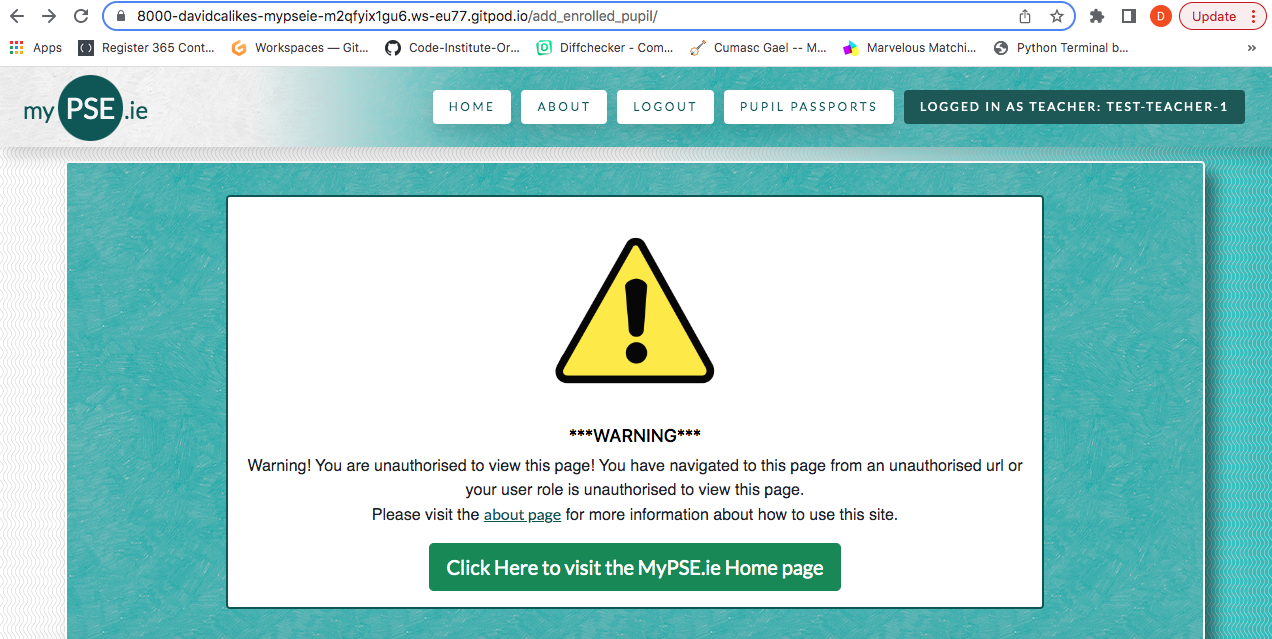 8000-davidcalikes-mypseie-m2qfyix1gu6.ws-eu77.gitpod.io/add_enrolled_pupil/
D
Update
Apps
Register 365 Cont...
Workspaces — Git...
Code-Institute-Or...
Diffchecker - Com...
Cumasc Gael -- M...
Marvelous Matchi...
Python Terminal b...
»
my PSE .ie
HOME
ABOUT
LOGOUT
PUPIL PASSPORTS
LOGGED IN AS TEACHER: TEST-TEACHER-1
***WARNING***
Warning! You are unauthorised to view this page! You have navigated to this page from an unauthorised url or
your user role is unauthorised to view this page.
Please visit the about page for more information about how to use this site.
Click Here to visit the MyPSE.ie Home page